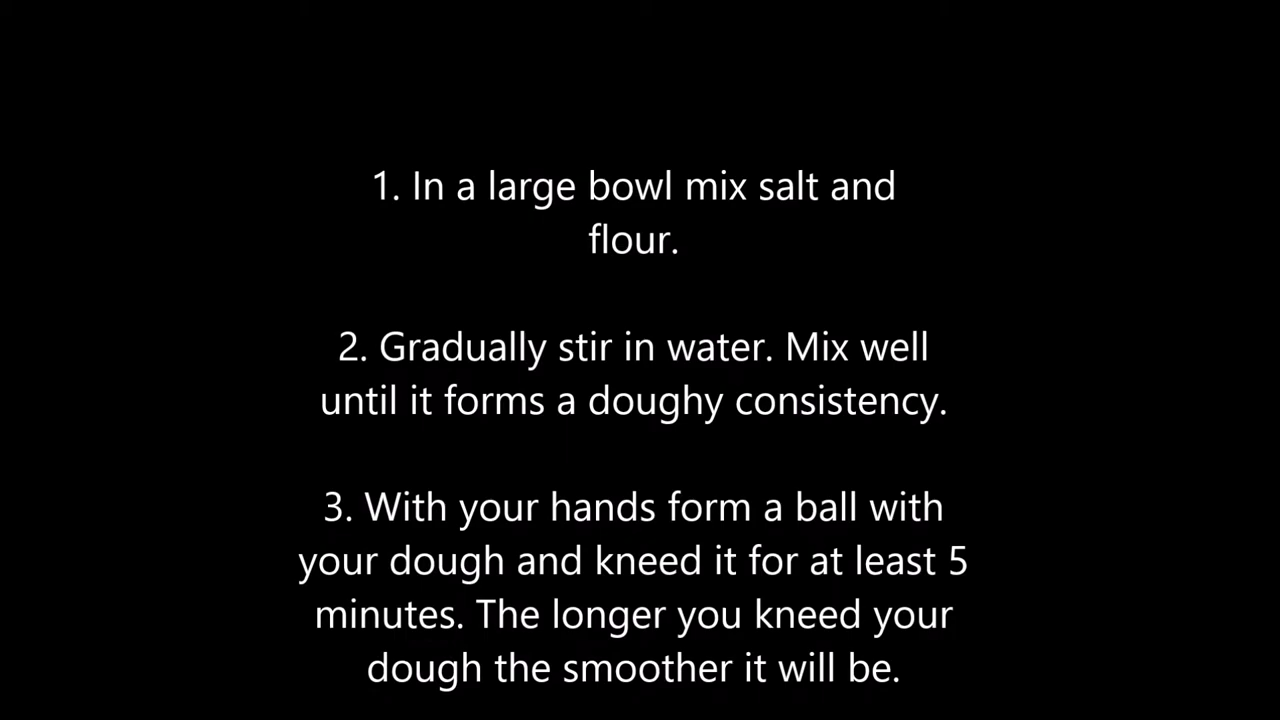 1. In a large bowl mix salt and
flour.
2. Gradually stir in water. Mix well
until it forms a doughy consistency.
3. With your hands form a ball with
your dough and kneed it for at least 5
minutes. The longer you kneed your
dough the smoother it will be.